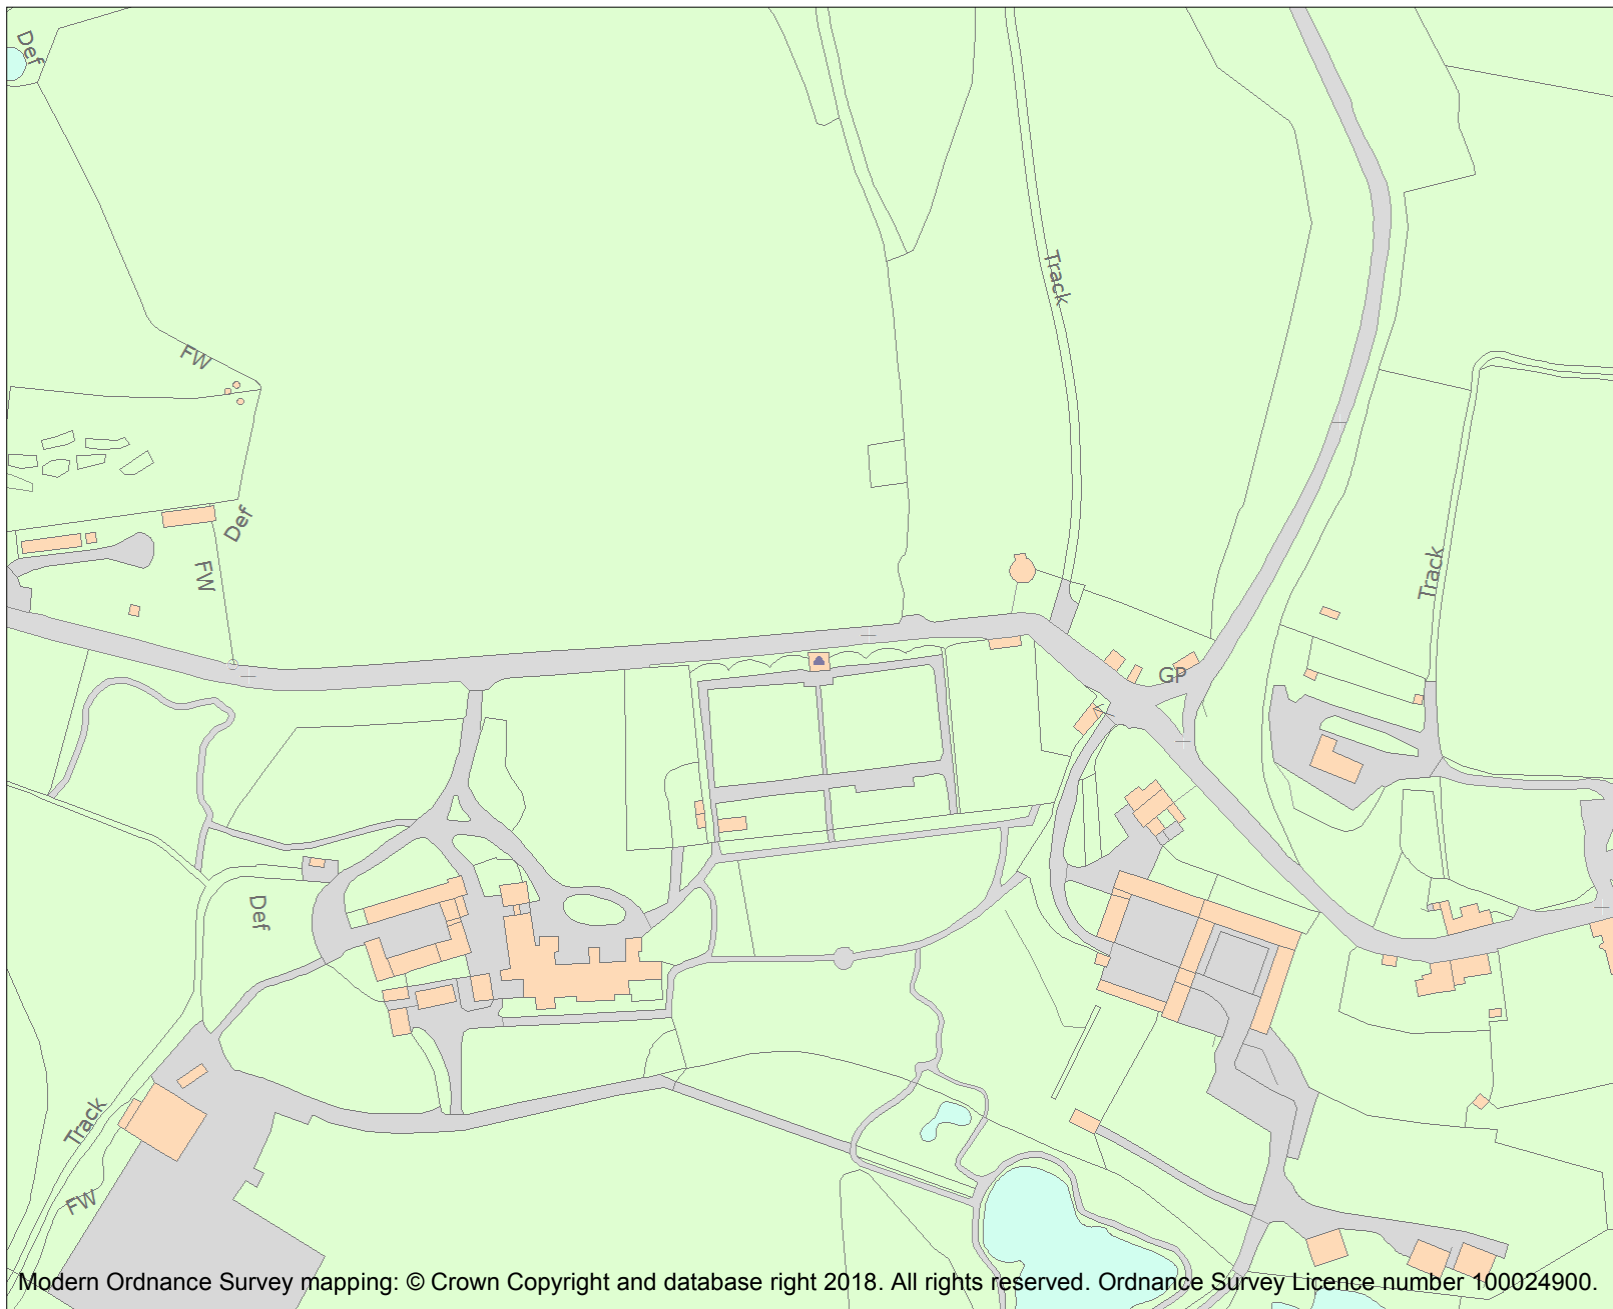 Def
Track
FW
Def
Track
FW
GP
Def
Track
FW
Modern Ordnance Survey mapping: © Crown Copyright and database right 2018. All rights reserved. Ordnance Survey Licence number 100024900.